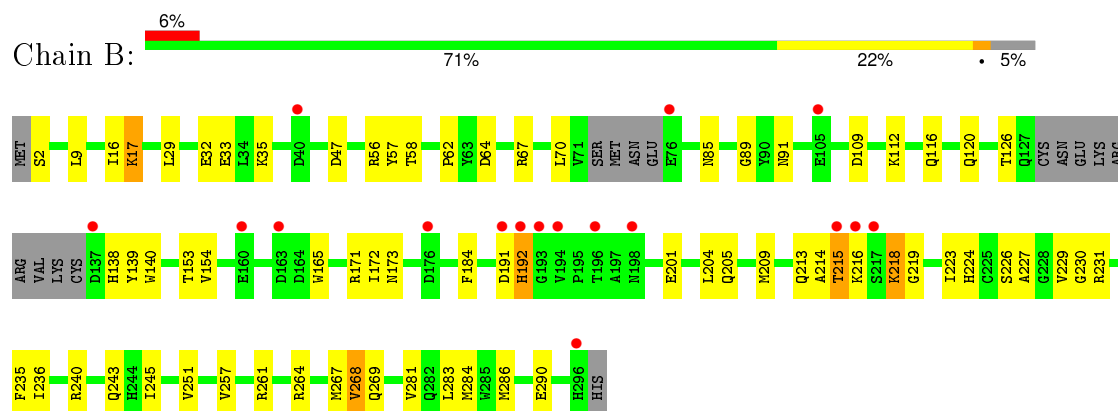 6%
Chain B:
71% 22% • 5%
MET S2 L9 I16 K17 L29 E32 E33 I34 K35 D40 D47 R56 Y57 T58 P62 Y63 D64 R67 L70 V71 SER MET ASN GLU E76 N85 G89 Y90 N91 E105 D109 K112 Q116 Q120 T126 Q127 CYS ASN GLU LYS ARG
ARG VAL LYS CYS D137 H138 Y139 W140 T153 V154 E160 D163 D164 W165 R171 I172 N173 D176 F184 D191 H192 G193 V194 P195 T196 A197 N198 E201 L204 Q205 M209 Q213 A214 T215 K216 S217 K218 G219 I223 H224 C225 S226 A227 G228 V229 G230 R231
F235 I236 R240 Q243 H244 I245 V251 V257 R261 R264 M267 V268 Q269 V281 Q282 L283 M284 W285 M286 E290 H296 HIS